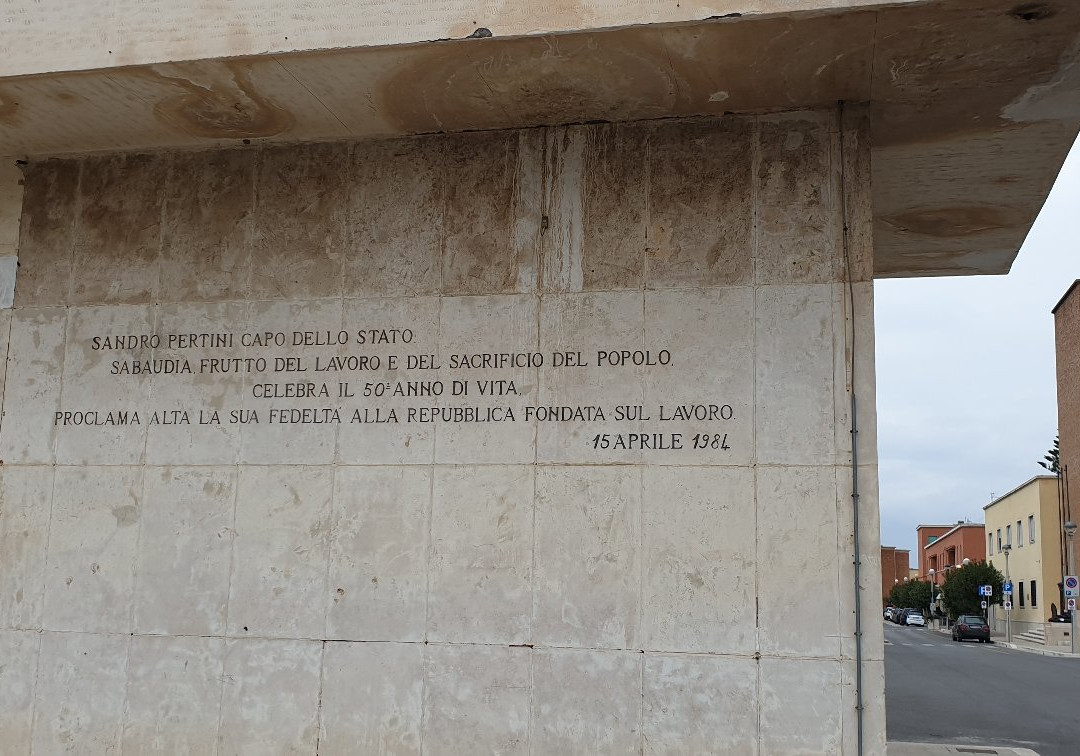 SANDRO PERTINI CAPO DELLO STATO.
SABAUDIA, FRUTTO DEL LAVORO E DEL SACRIFICIO DEL POPOLO,
CELEBRA IL 50° ANNO DI VITA,
PROCLAMA ALTA LA SUA FEDELTÀ ALLA REPUBBLICA FONDATA SUL LAVORO.
15 APRILE 1984